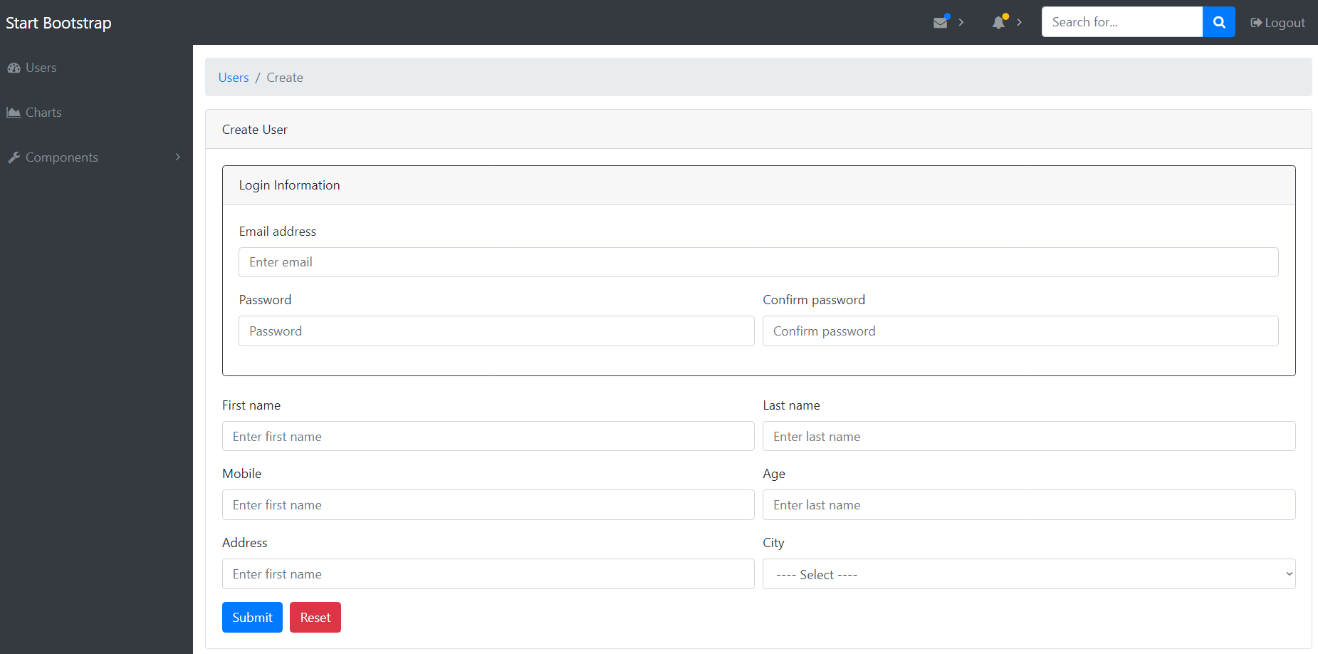 Start Bootstrap
Search for...
Logout
Users
Charts
Components
Users / Create
Create User
Login Information
Email address
Enter email
Password Confirm password
Password Confirm password
First name Last name
Enter first name Enter last name
Mobile Age
Enter first name Enter last name
Address City
Enter first name ---- Select ----
Submit Reset